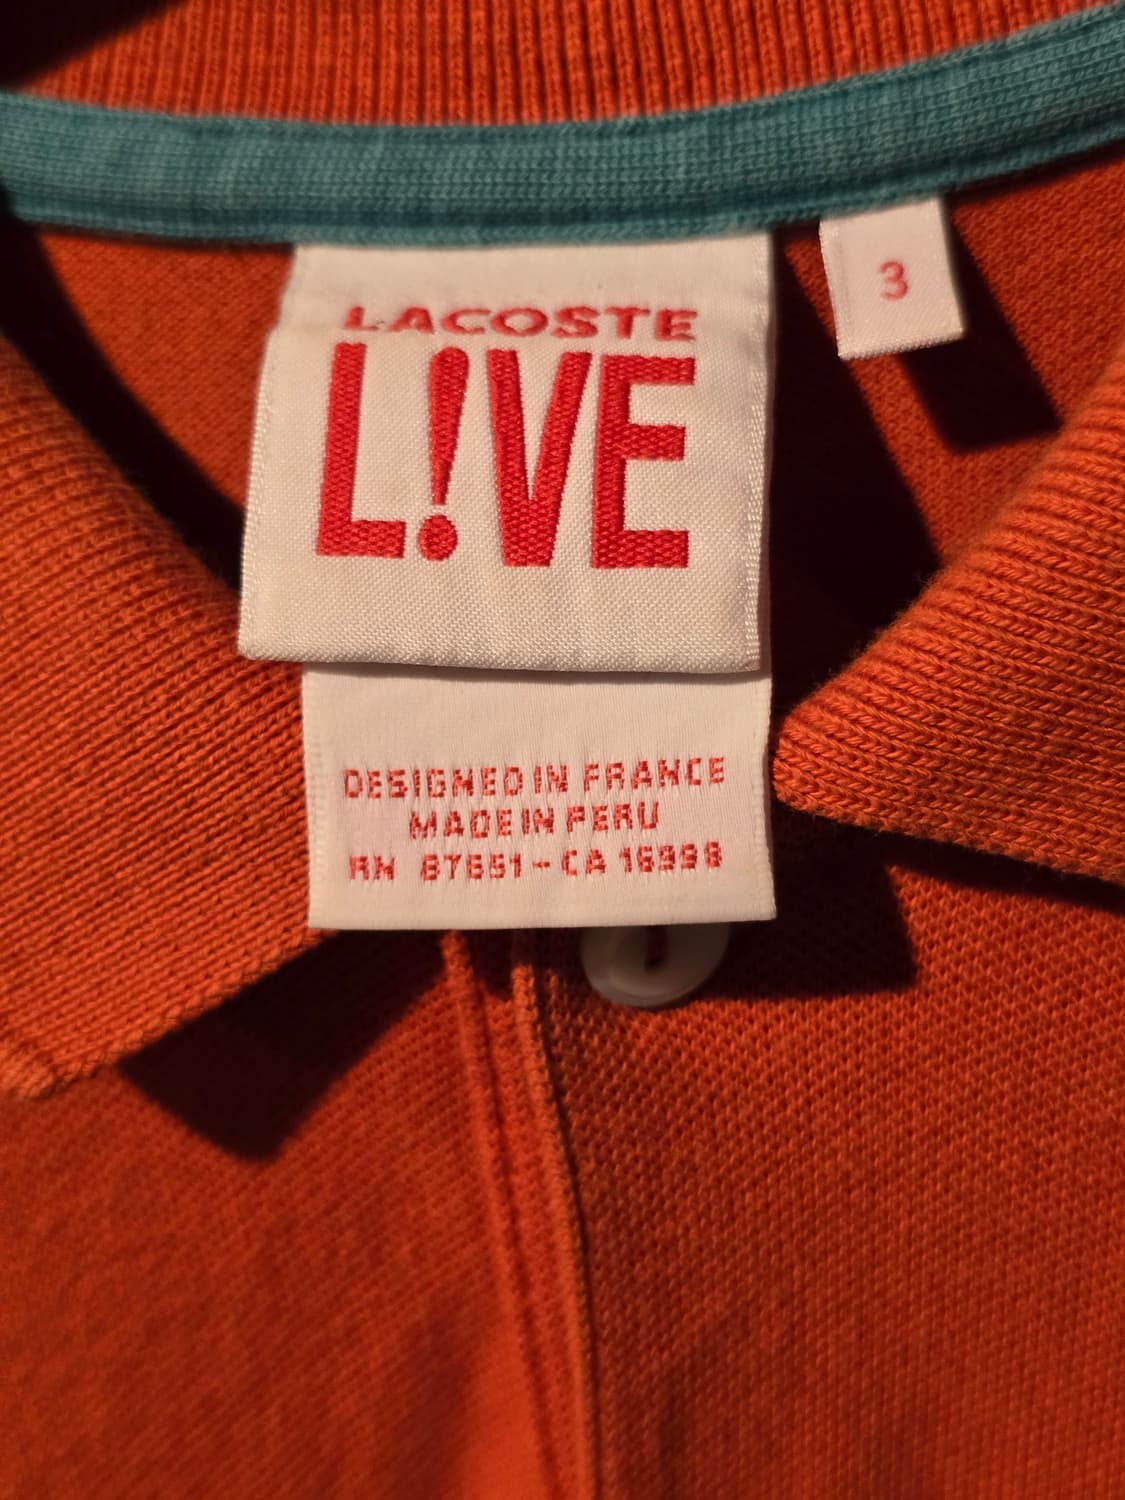 LACOSTE
L!VE
3
DESIGNED IN FRANCE
MADE IN PERU
RN 87651 - CA 16998